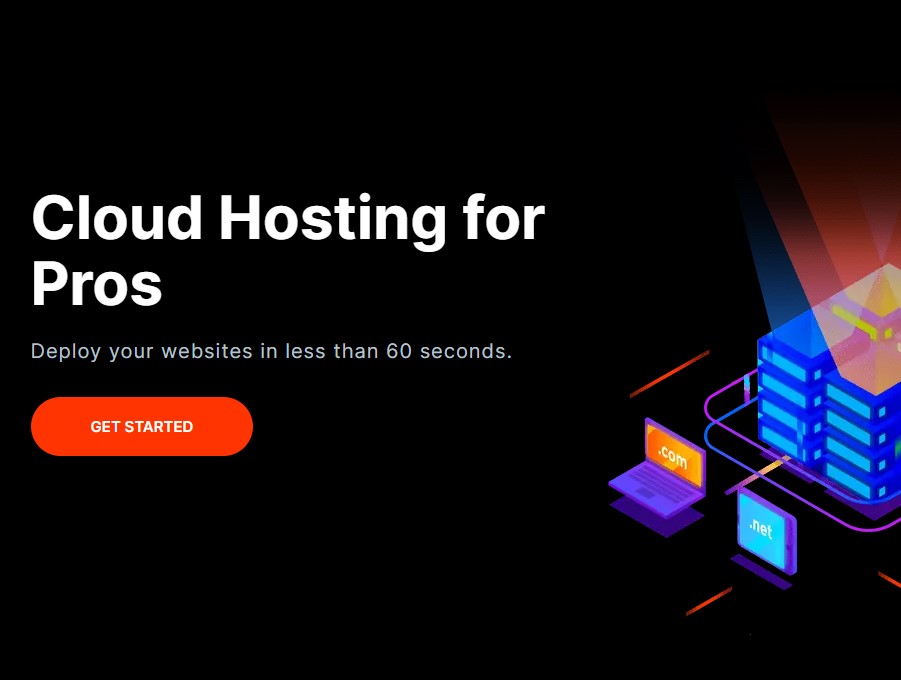 Cloud Hosting for
Pros
Deploy your websites in less than 60 seconds.
GET STARTED
.com
.net